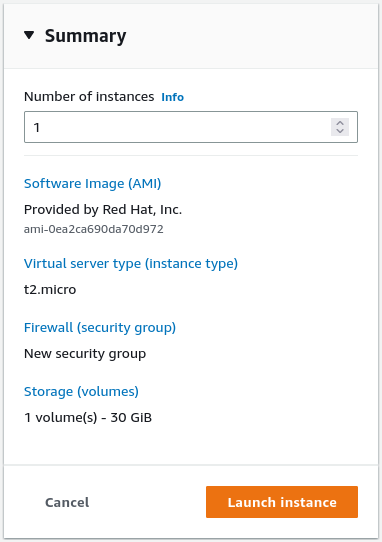 Summary
Number of instances Info
1
Software Image (AMI)
Provided by Red Hat, Inc.
ami-0ea2ca690da70d972
Virtual server type (instance type)
t2.micro
Firewall (security group)
New security group
Storage (volumes)
1 volume(s) - 30 GiB
Cancel Launch instance